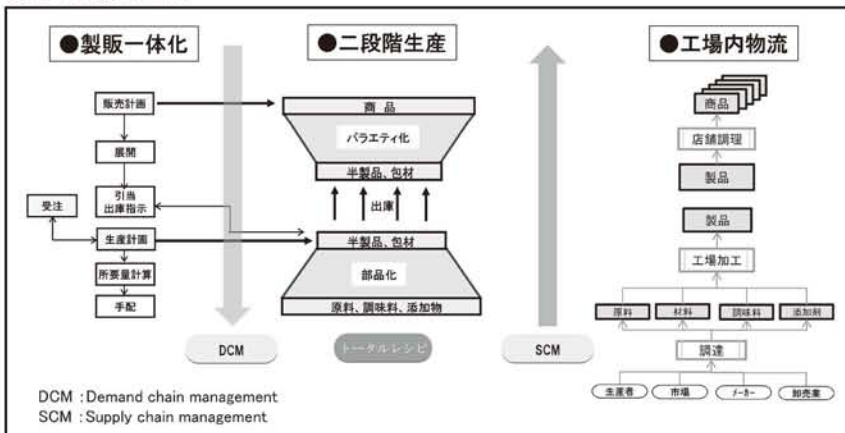 ●製販一体化
●二段階生産
●工場内物流
販売計画
展開
引当
出庫指示
受注
生産計画
所要量計算
手配
商品
バラエティ化
半製品、包材
出庫
半製品、包材
部品化
原料、調味料、添加物
DCM
トータルレシピ
SCM
商品
店舗調理
製品
製品
工場加工
原料
材料
調味料
添加剤
調達
生産者
市場
メーカー
卸売業
DCM :Demand chain management
SCM :Supply chain management